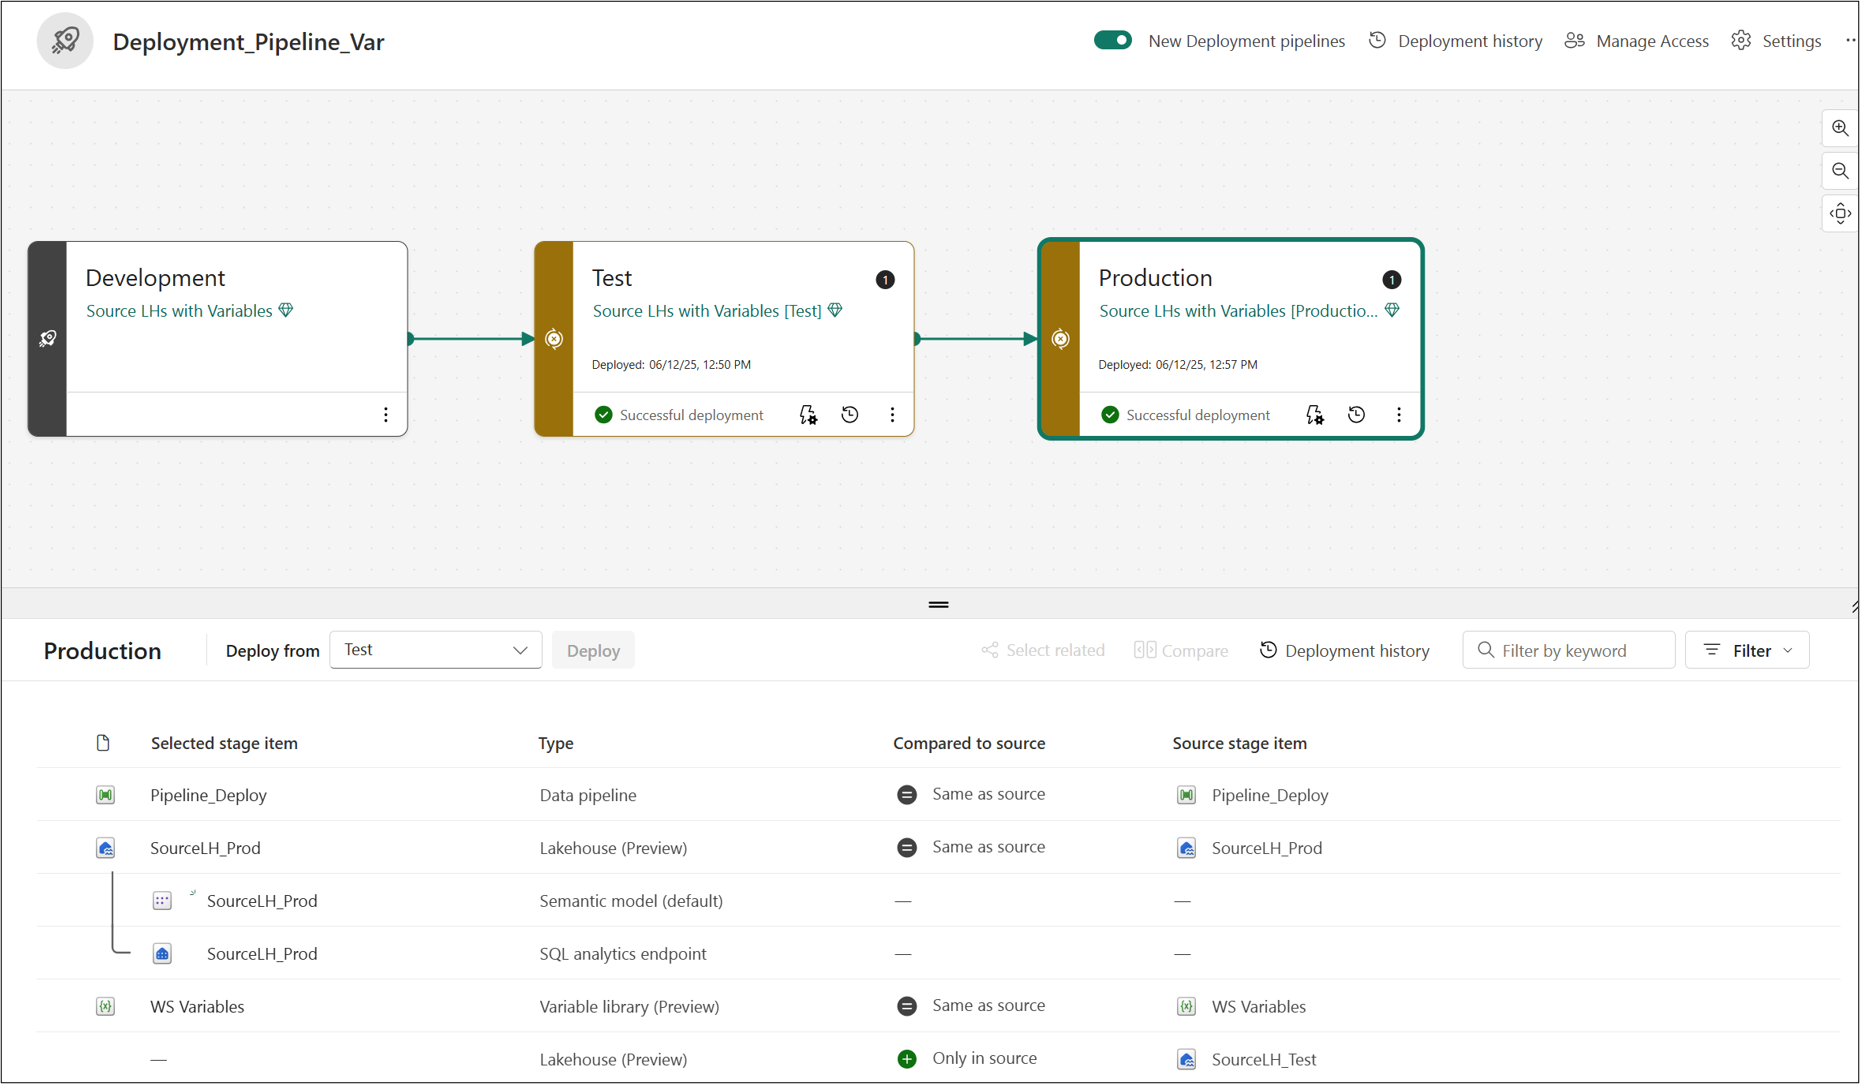 Deployment_Pipeline_Var
New Deployment pipelines
Deployment history
Manage Access
Settings
Development
Source LHs with Variables
Test
1
Source LHs with Variables [Test]
Deployed: 06/12/25, 12:50 PM
Successful deployment
Production
1
Source LHs with Variables [Productio...
Deployed: 06/12/25, 12:57 PM
Successful deployment
Production
Deploy from
Test
Deploy
Select related
Compare
Deployment history
Filter by keyword
Filter
Selected stage item Type Compared to source Source stage item
Pipeline_Deploy Data pipeline Same as source Pipeline_Deploy
SourceLH_Prod Lakehouse (Preview) Same as source SourceLH_Prod
SourceLH_Prod Semantic model (default) — —
SourceLH_Prod SQL analytics endpoint — —
WS Variables Variable library (Preview) Same as source WS Variables
— Lakehouse (Preview) Only in source SourceLH_Test